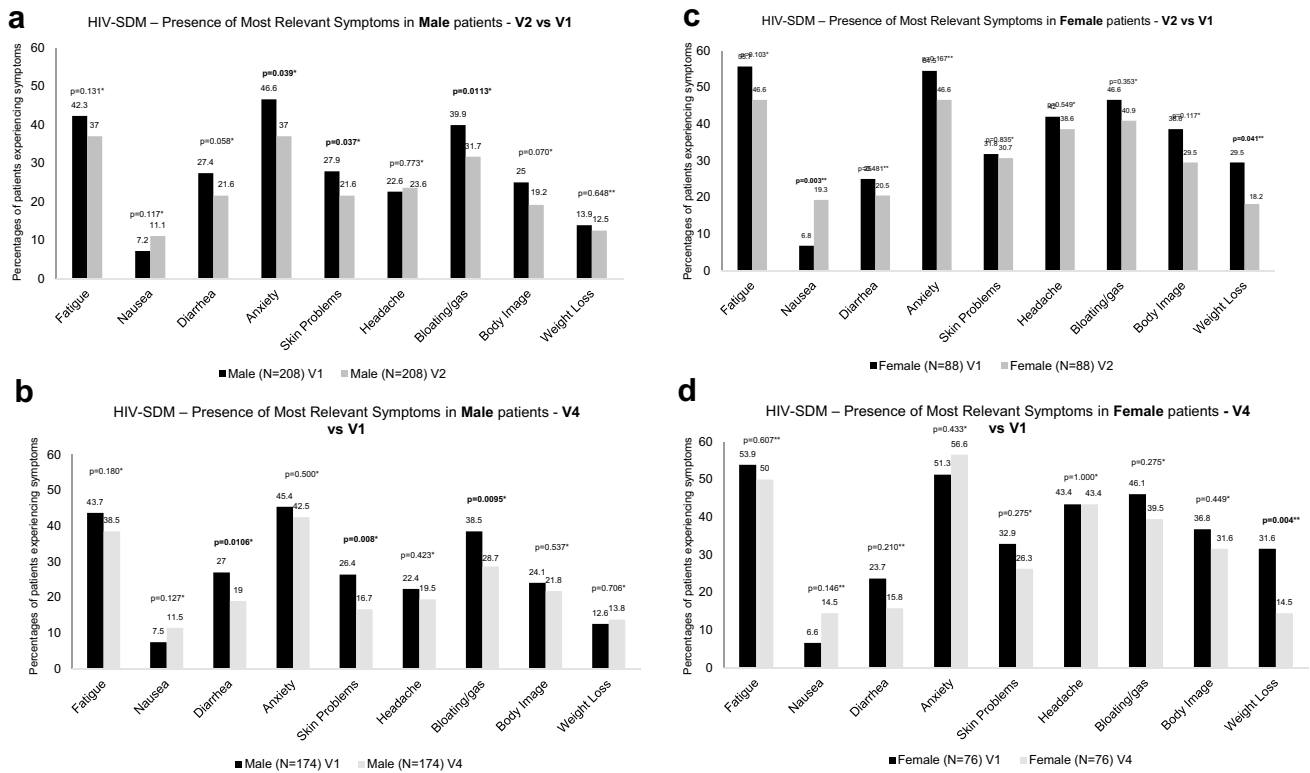 a
HIV-SDM – Presence of Most Relevant Symptoms in Male patients - V2 vs V1
Percentages of patients experiencing symptoms
60
50
40
30
20
10
0
p=0.131*
42.3
37
p=0.117*
7.2
11.1
p=0.058*
27.4
21.6
p=0.039*
46.6
37
p=0.037*
27.9
21.6
p=0.773*
22.6
23.6
p=0.0113*
39.9
31.7
p=0.070*
25
19.2
p=0.648**
13.9
12.5
Fatigue
Nausea
Diarrhea
Anxiety
Skin Problems
Headache
Bloating/gas
Body Image
Weight Loss
Male (N=208) V1
Male (N=208) V2
b
HIV-SDM – Presence of Most Relevant Symptoms in Male patients - V4
vs V1
Percentages of patients experiencing symptoms
60
50
40
30
20
10
0
p=0.180*
43.7
38.5
p=0.127*
7.5
11.5
p=0.0106*
27
19
p=0.500*
45.4
42.5
p=0.008*
26.4
16.7
p=0.423*
22.4
19.5
p=0.0095*
38.5
28.7
p=0.537*
24.1
21.8
p=0.706*
12.6
13.8
Fatigue
Nausea
Diarrhea
Anxiety
Skin Problems
Headache
Bloating/gas
Body Image
Weight Loss
Male (N=174) V1
Male (N=174) V4
c
HIV-SDM – Presence of Most Relevant Symptoms in Female patients - V2 vs V1
Percentages of patients experiencing symptoms
60
50
40
30
20
10
0
p=0.103*
46.6
p=0.003**
6.8
19.3
20.5
p=0.167**
46.6
p=0.835*
31.8
30.7
p=0.549*
42
38.6
p=0.353*
46.6
40.9
p=0.117*
29.5
p=0.041**
29.5
18.2
Fatigue
Nausea
Diarrhea
Anxiety
Skin Problems
Headache
Bloating/gas
Body Image
Weight Loss
Female (N=88) V1
Female (N=88) V2
d
HIV-SDM – Presence of Most Relevant Symptoms in Female patients - V4
vs V1
Percentages of patients experiencing symptoms
60
50
40
30
20
10
0
p=0.607**
53.9
50
p=0.146**
6.6
14.5
p=0.210**
23.7
15.8
p=0.433*
51.3
56.6
p=0.275*
32.9
26.3
p=1.000*
43.4
43.4
p=0.275*
46.1
39.5
p=0.449*
36.8
31.6
p=0.004**
31.6
14.5
Fatigue
Nausea
Diarrhea
Anxiety
Skin Problems
Headache
Bloating/gas
Body Image
Weight Loss
Female (N=76) V1
Female (N=76) V4